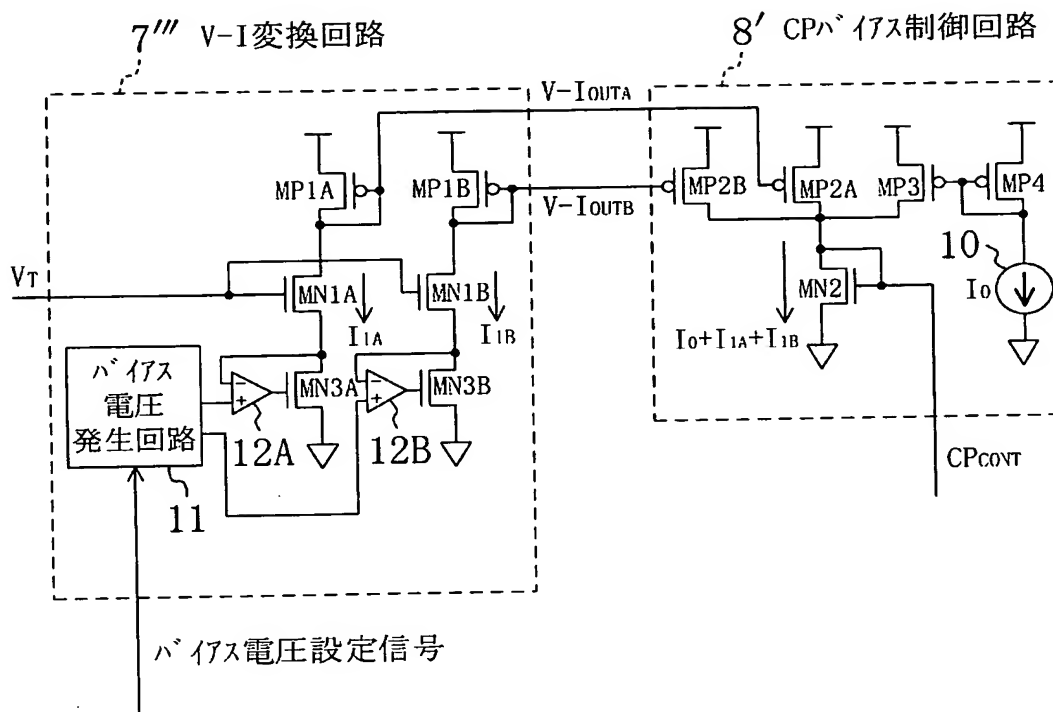 7''' V-I変換回路
8' CPバイアス制御回路
V-IOUTA
V-IOUTB
MP1A
MP1B
MP2B
MP2A
MP3
MP4
VT
MN1A
MN1B
I1A
I1B
MN2
10
I0
I0+I1A+I1B
バイアス
電圧
発生回路
11
-
+
12A
MN3A
-
+
12B
MN3B
CPCONT
バイアス電圧設定信号